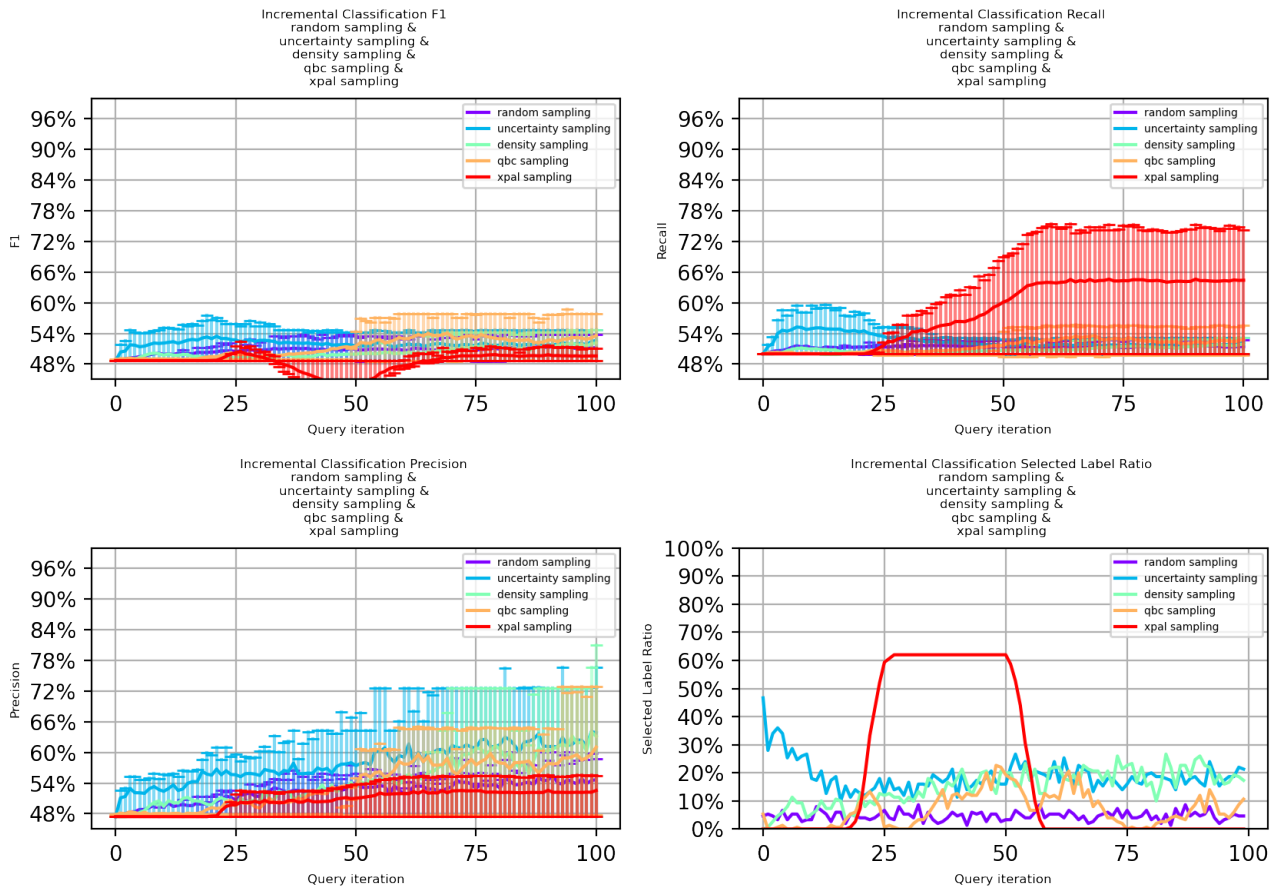 Incremental Classification F1
random sampling &
uncertainty sampling &
density sampling &
qbc sampling &
xpal sampling
96%
90%
84%
78%
72%
66%
60%
54%
48%
F1
random sampling
uncertainty sampling
density sampling
qbc sampling
xpal sampling
0
25
50
75
100
Query iteration
Incremental Classification Recall
random sampling &
uncertainty sampling &
density sampling &
qbc sampling &
xpal sampling
96%
90%
84%
78%
72%
66%
60%
54%
48%
Recall
random sampling
uncertainty sampling
density sampling
qbc sampling
xpal sampling
0
25
50
75
100
Query iteration
Incremental Classification Precision
random sampling &
uncertainty sampling &
density sampling &
qbc sampling &
xpal sampling
96%
90%
84%
78%
72%
66%
60%
54%
48%
Precision
random sampling
uncertainty sampling
density sampling
qbc sampling
xpal sampling
0
25
50
75
100
Query iteration
Incremental Classification Selected Label Ratio
random sampling &
uncertainty sampling &
density sampling &
qbc sampling &
xpal sampling
100%
90%
80%
70%
60%
50%
40%
30%
20%
10%
0%
Selected Label Ratio
random sampling
uncertainty sampling
density sampling
qbc sampling
xpal sampling
0
25
50
75
100
Query iteration